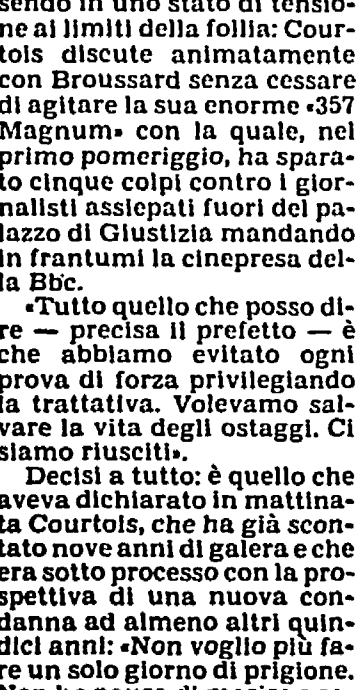 sendo in uno stato di tensio-
ne ai limiti della follia: Cour-
tois discute animatamente
con Broussard senza cessare
di agitare la sua enorme «357
Magnum» con la quale, nel
primo pomeriggio, ha spara-
to cinque colpi contro i gior-
nalisti assiepati fuori del pa-
lazzo di Giustizia mandando
in frantumi la cinepresa del-
la Bbc.
«Tutto quello che posso di-
re — precisa il prefetto — è
che abbiamo evitato ogni
prova di forza privilegiando
la trattativa. Volevamo sal-
vare la vita degli ostaggi. Ci
siamo riusciti».
Decisi a tutto: è quello che
aveva dichiarato in mattina-
ta Courtois, che ha già scon-
tato nove anni di galera e che
era sotto processo con la pro-
spettiva di una nuova con-
danna ad almeno altri quin-
dici anni: «Non voglio più fa-
re un solo giorno di prigione.